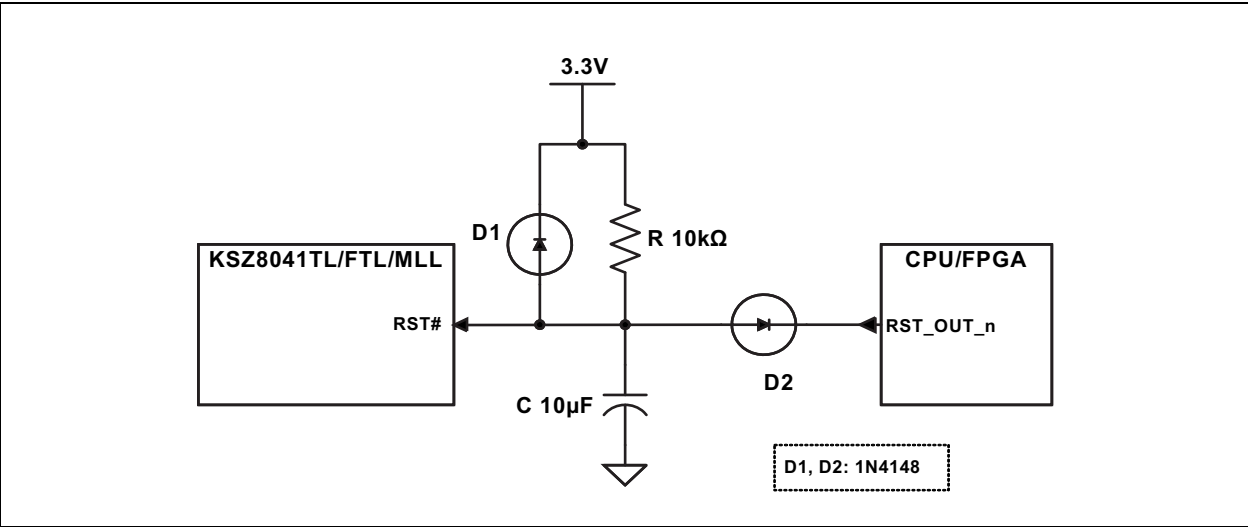 3.3V
D1
R 10kΩ
KSZ8041TL/FTL/MLL
CPU/FPGA
RST#
RST_OUT_n
D2
C 10µF
D1, D2: 1N4148